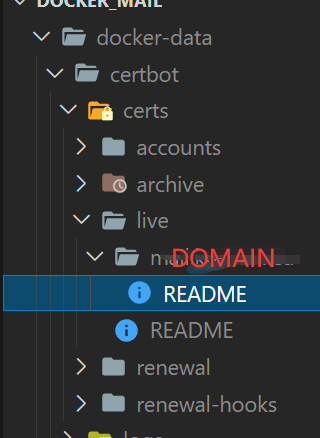 DOCKER_MAIL
docker-data
certbot
certs
accounts
archive
live
DOMAIN
README
README
renewal
renewal-hooks
logs